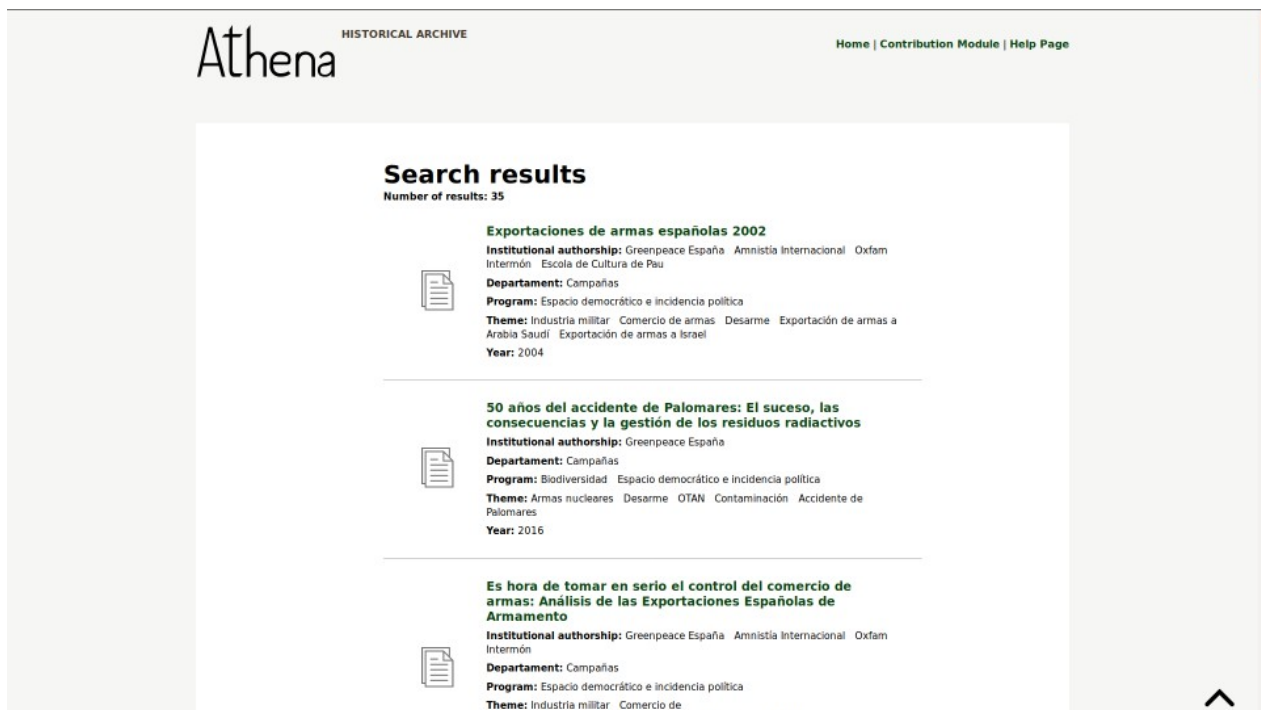 Athena HISTORICAL ARCHIVE
Home | Contribution Module | Help Page
Search results
Number of results: 35
Exportaciones de armas españolas 2002
Institutional authorship: Greenpeace España Amnistía Internacional Oxfam
Intermón Escola de Cultura de Pau
Departament: Campañas
Program: Espacio democrático e incidencia política
Theme: Industria militar Comercio de armas Desarme Exportación de armas a
Arabia Saudí Exportación de armas a Israel
Year: 2004
50 años del accidente de Palomares: El suceso, las
consecuencias y la gestión de los residuos radiactivos
Institutional authorship: Greenpeace España
Departament: Campañas
Program: Biodiversidad Espacio democrático e incidencia política
Theme: Armas nucleares Desarme OTAN Contaminación Accidente de
Palomares
Year: 2016
Es hora de tomar en serio el control del comercio de
armas: Análisis de las Exportaciones Españolas de
Armamento
Institutional authorship: Greenpeace España Amnistía Internacional Oxfam
Intermón
Departament: Campañas
Program: Espacio democrático e incidencia política
Theme: Industria militar Comercio de